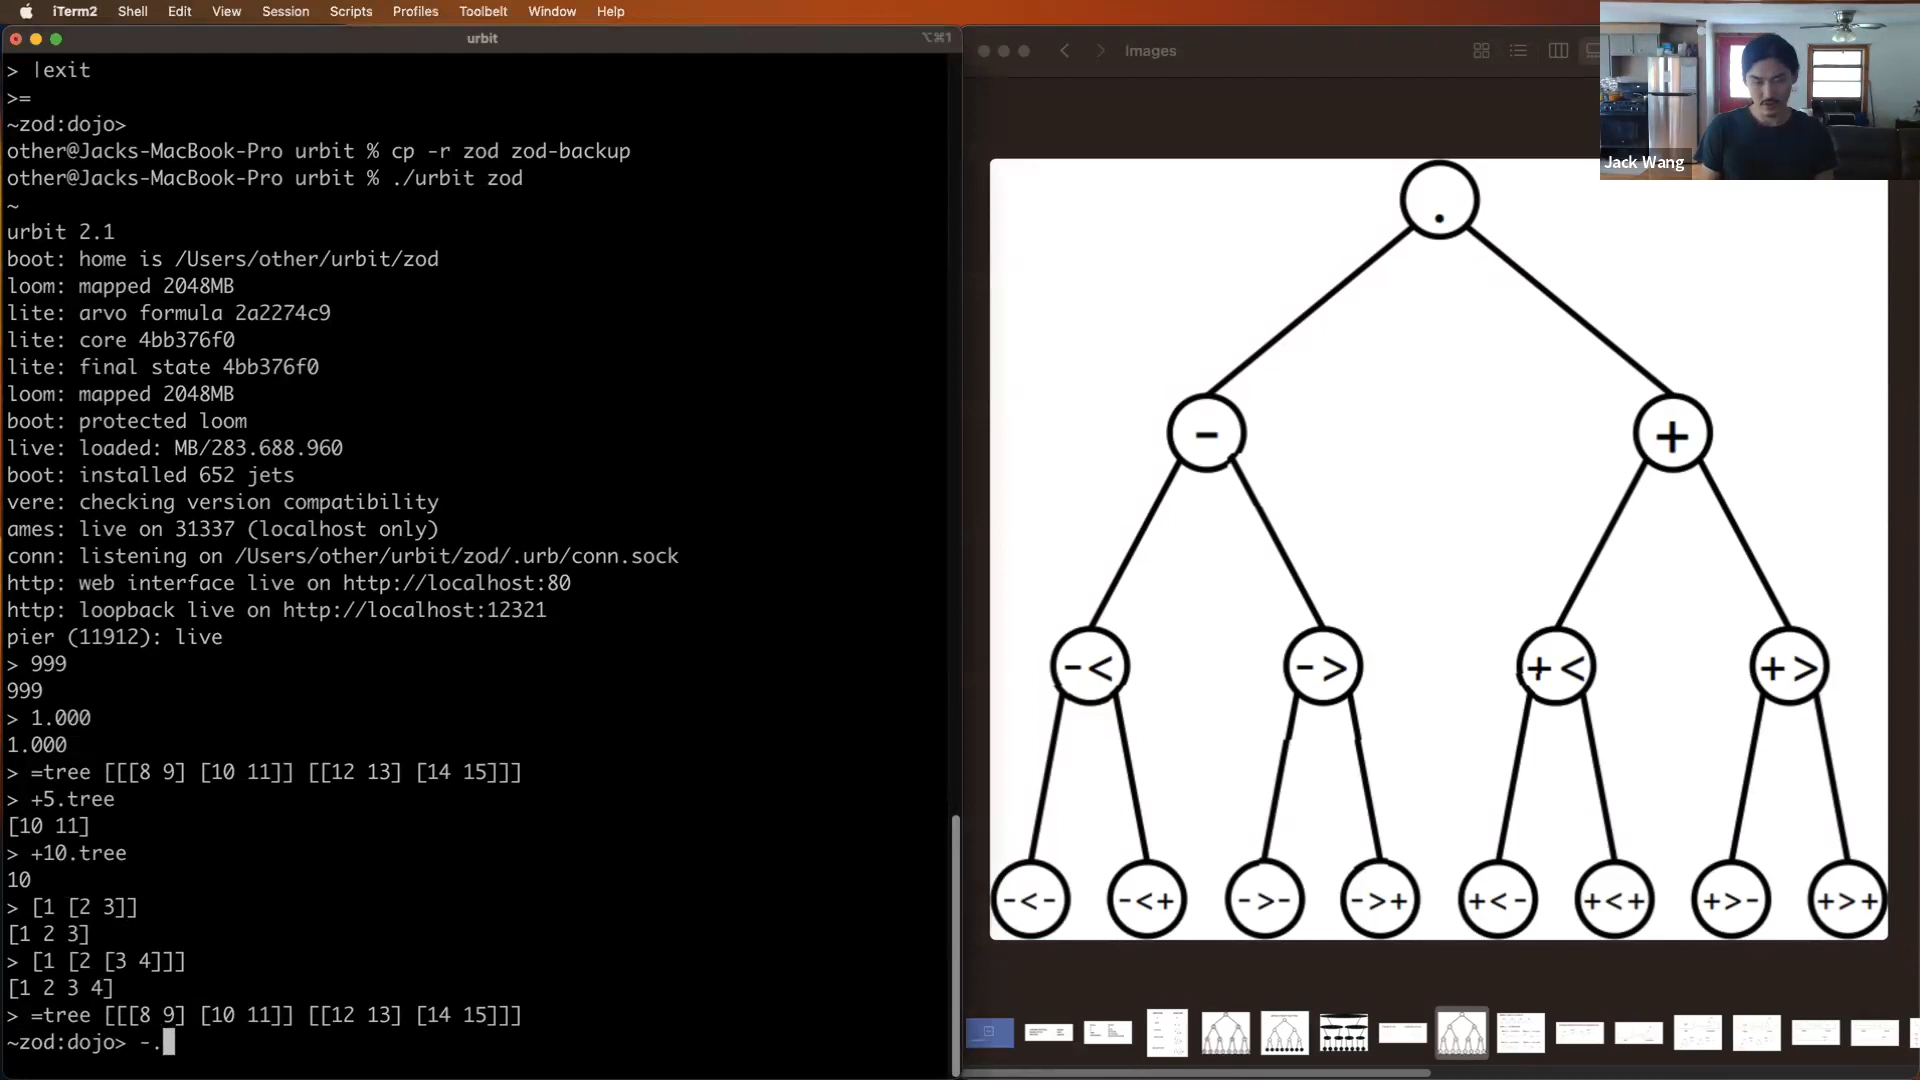 iTerm2 Shell Edit View Session Scripts Profiles Toolbelt Window Help
urbit ⌥⌘1
> |exit
>=
~zod:dojo>
other@Jacks-MacBook-Pro urbit % cp -r zod zod-backup
other@Jacks-MacBook-Pro urbit % ./urbit zod
~
urbit 2.1
boot: home is /Users/other/urbit/zod
loom: mapped 2048MB
lite: arvo formula 2a2274c9
lite: core 4bb376f0
lite: final state 4bb376f0
loom: mapped 2048MB
boot: protected loom
live: loaded: MB/283.688.960
boot: installed 652 jets
vere: checking version compatibility
ames: live on 31337 (localhost only)
conn: listening on /Users/other/urbit/zod/.urb/conn.sock
http: web interface live on http://localhost:80
http: loopback live on http://localhost:12321
pier (11912): live
> 999
999
> 1.000
1.000
> =tree [[[8 9] [10 11]] [[12 13] [14 15]]]
> +5.tree
[10 11]
> +10.tree
10
> [1 [2 3]]
[1 2 3]
> [1 [2 [3 4]]]
[1 2 3 4]
> =tree [[[8 9] [10 11]] [[12 13] [14 15]]]
~zod:dojo> -.
Images
Jack Wang
.
- +
-< -> +< +>
-<- -<+ ->- ->+ +<- +<+ +>- +>+